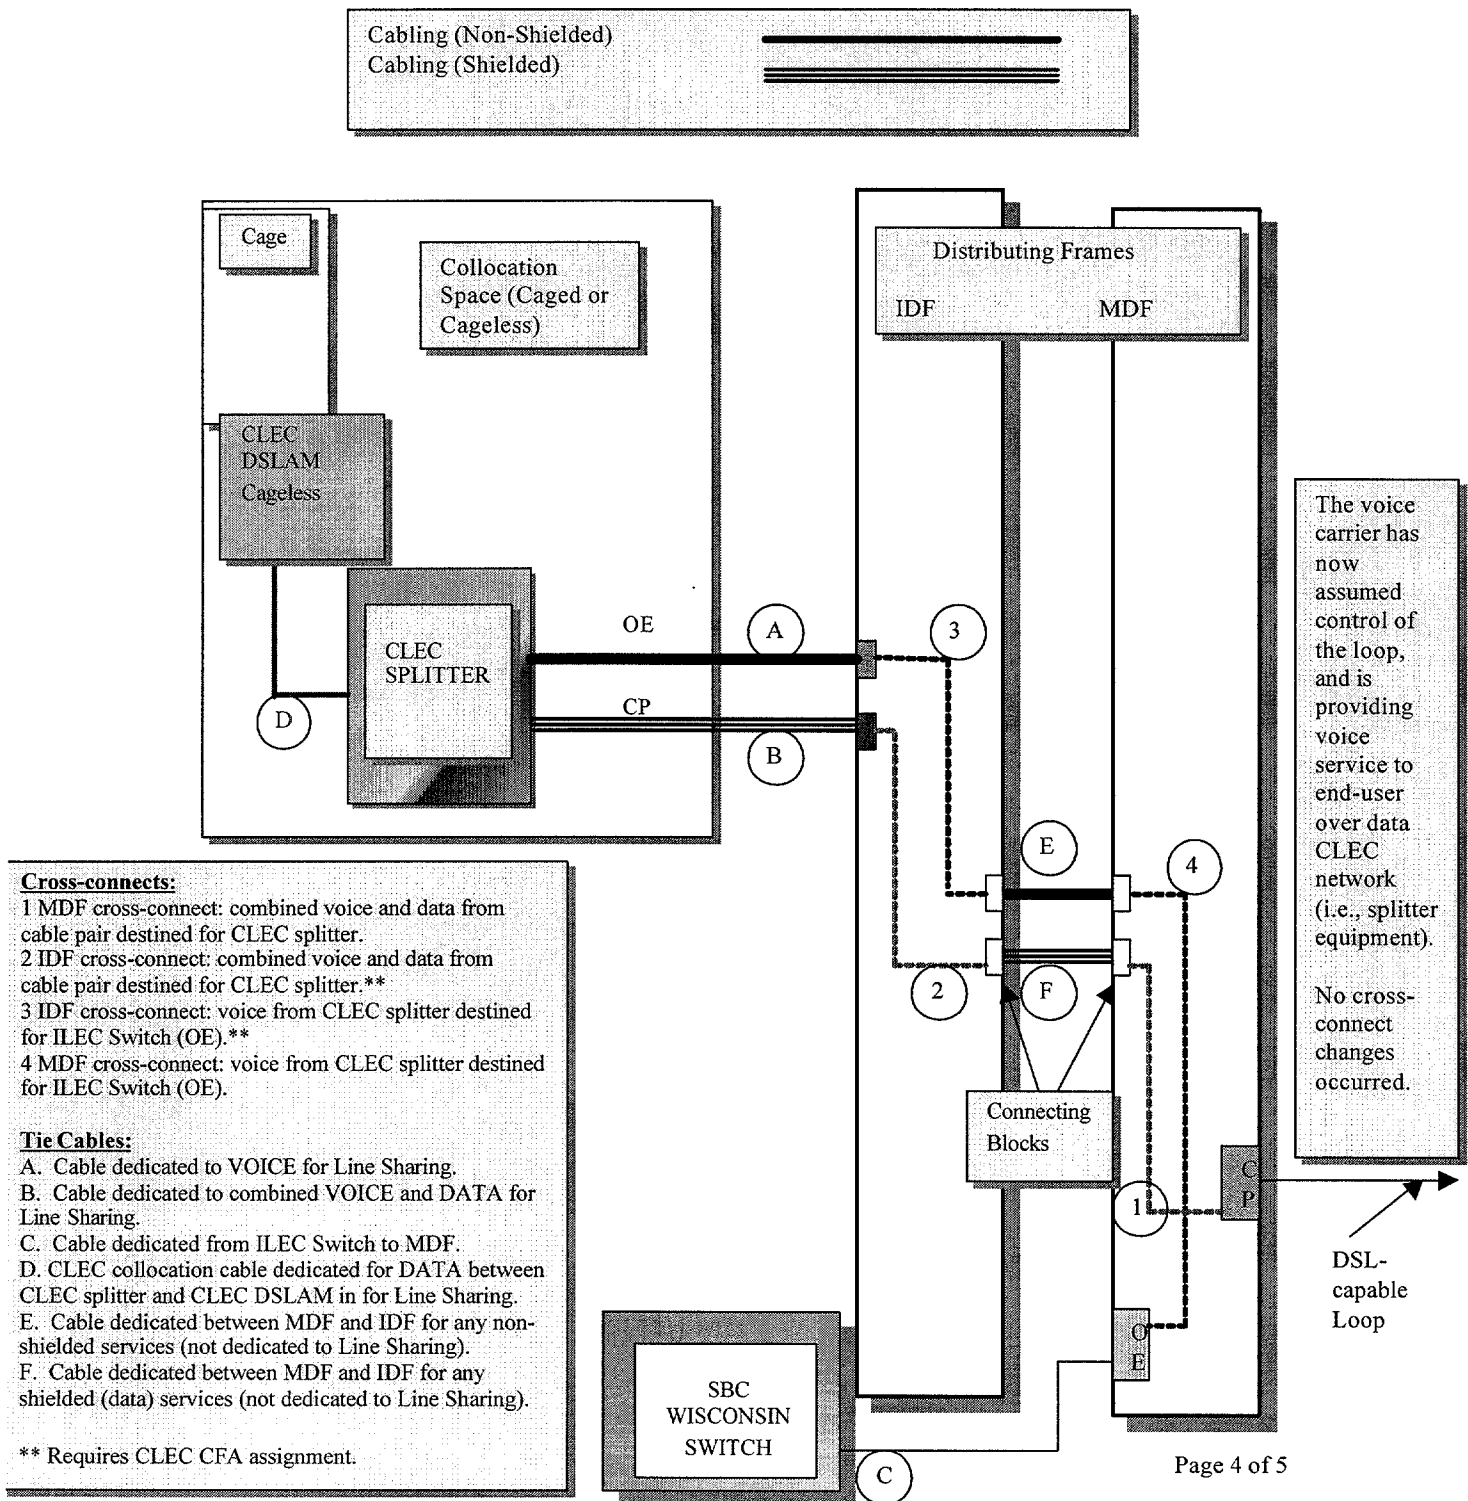 Cabling (Non-Shielded)
Cabling (Shielded)
Cage
Collocation
Space (Caged or
Cageless)
Distributing Frames
IDF MDF
CLEC
DSLAM
Cageless
CLEC
SPLITTER
OE
CP
A
B
D
3
E
4
2
F
1
Connecting
Blocks
C
P
O
E
The voice
carrier has
now
assumed
control of
the loop,
and is
providing
voice
service to
end-user
over data
CLEC
network
(i.e., splitter
equipment).
No cross-
connect
changes
occurred.
DSL-
capable
Loop
Cross-connects:
1 MDF cross-connect: combined voice and data from
cable pair destined for CLEC splitter.
2 IDF cross-connect: combined voice and data from
cable pair destined for CLEC splitter.**
3 IDF cross-connect: voice from CLEC splitter destined
for ILEC Switch (OE).**
4 MDF cross-connect: voice from CLEC splitter destined
for ILEC Switch (OE).
Tie Cables:
A. Cable dedicated to VOICE for Line Sharing.
B. Cable dedicated to combined VOICE and DATA for
Line Sharing.
C. Cable dedicated from ILEC Switch to MDF.
D. CLEC collocation cable dedicated for DATA between
CLEC splitter and CLEC DSLAM in for Line Sharing.
E. Cable dedicated between MDF and IDF for any non-
shielded services (not dedicated to Line Sharing).
F. Cable dedicated between MDF and IDF for any
shielded (data) services (not dedicated to Line Sharing).
** Requires CLEC CFA assignment.
SBC
WISCONSIN
SWITCH
C
Page 4 of 5